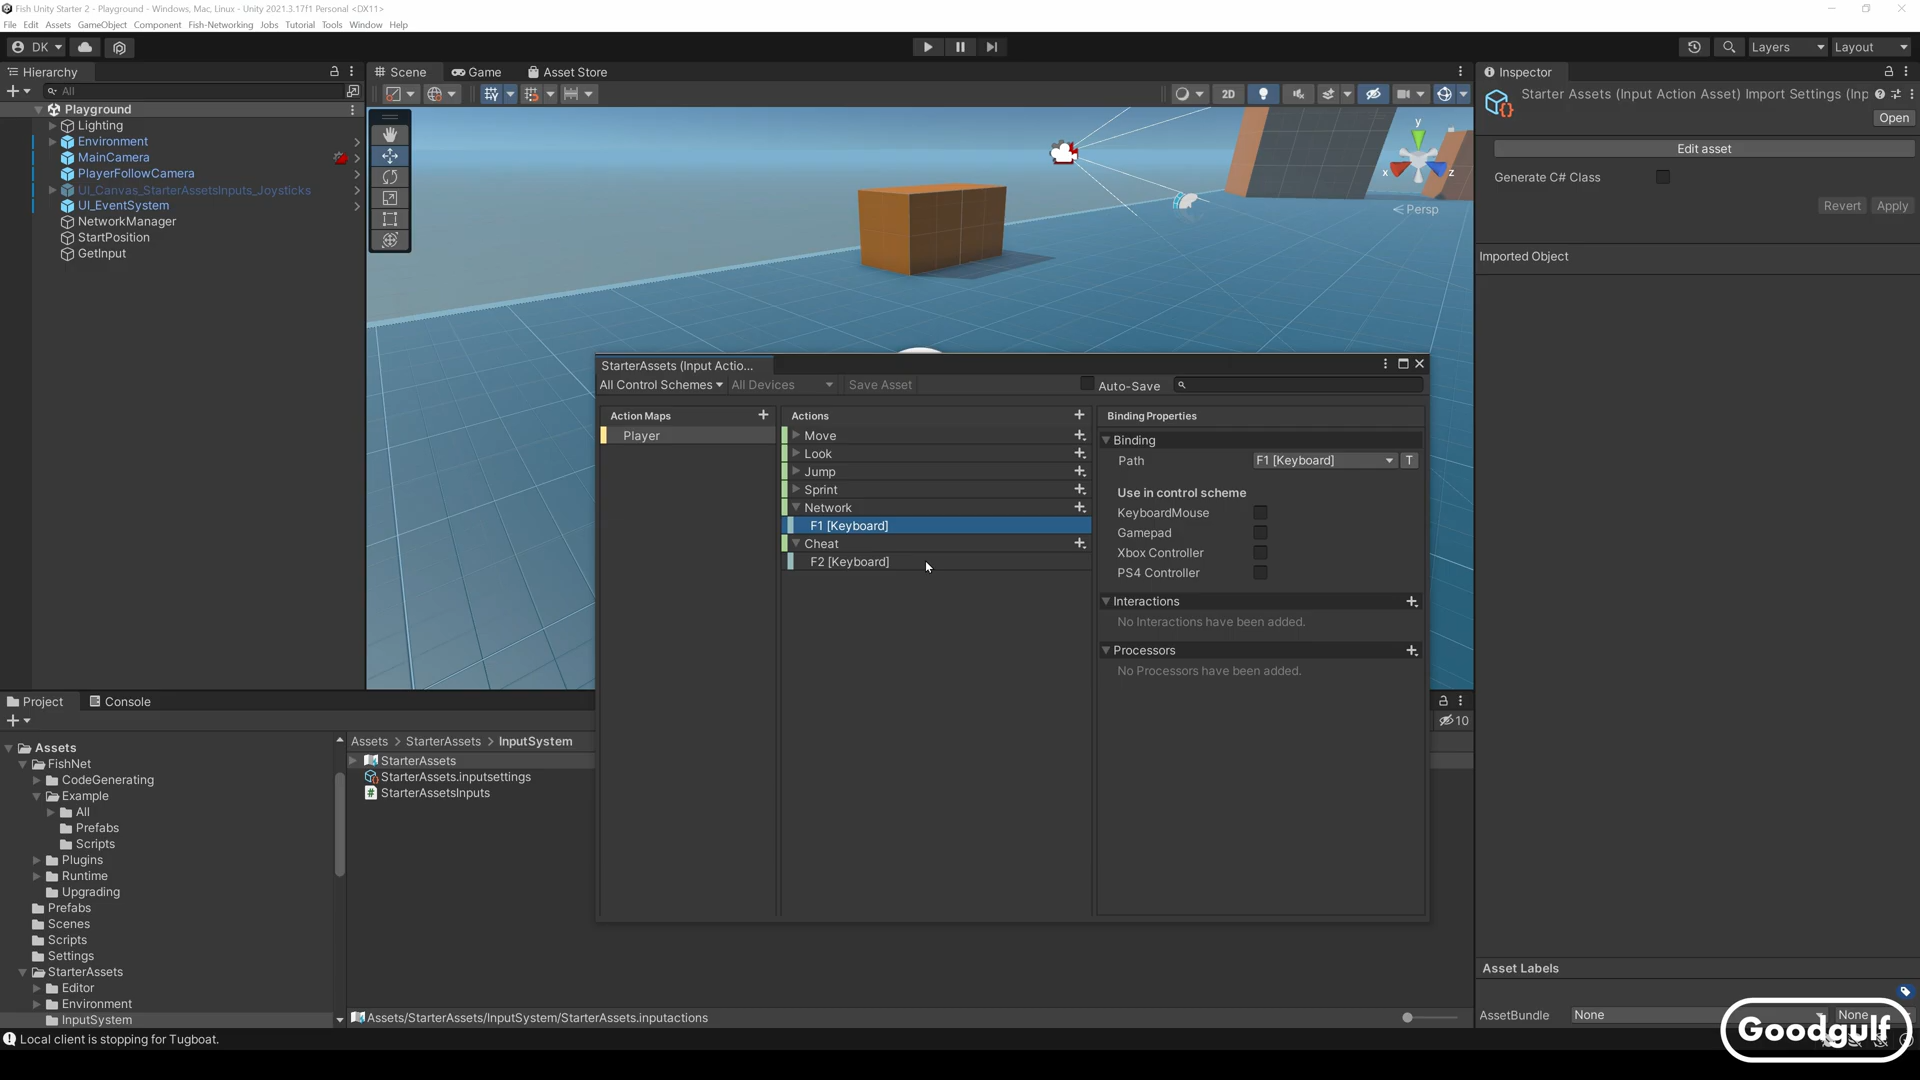 Fish Unity Starter 2 - Playground - Windows, Mac, Linux - Unity 2021.3.17f1 Personal <DX11>
File Edit Assets GameObject Component Fish-Networking Jobs Tutorial Tools Window Help
DK Layers Layout
Hierarchy
All
Playground
Lighting
Environment
MainCamera
PlayerFollowCamera
UI_Canvas_StarterAssetsInputs_Joysticks
UI_EventSystem
NetworkManager
StartPosition
GetInput
Scene Game Asset Store
2D
y
x z
Persp
Inspector
Starter Assets (Input Action Asset) Import Settings (Inp
Open
Edit asset
Generate C# Class
Revert Apply
Imported Object
StarterAssets (Input Actio...
All Control Schemes All Devices Save Asset Auto-Save
Action Maps
Player
Actions
Move
Look
Jump
Sprint
Network
F1 [Keyboard]
Cheat
F2 [Keyboard]
Binding Properties
Binding
Path F1 [Keyboard] T
Use in control scheme
KeyboardMouse
Gamepad
Xbox Controller
PS4 Controller
Interactions
No Interactions have been added.
Processors
No Processors have been added.
Project Console
10
Assets
FishNet
CodeGenerating
Example
All
Prefabs
Scripts
Plugins
Runtime
Upgrading
Prefabs
Scenes
Scripts
Settings
StarterAssets
Editor
Environment
InputSystem
Assets > StarterAssets > InputSystem
StarterAssets
StarterAssets.inputsettings
StarterAssetsInputs
Assets/StarterAssets/InputSystem/StarterAssets.inputactions
Asset Labels
AssetBundle None None
Goodgulf
Local client is stopping for Tugboat.